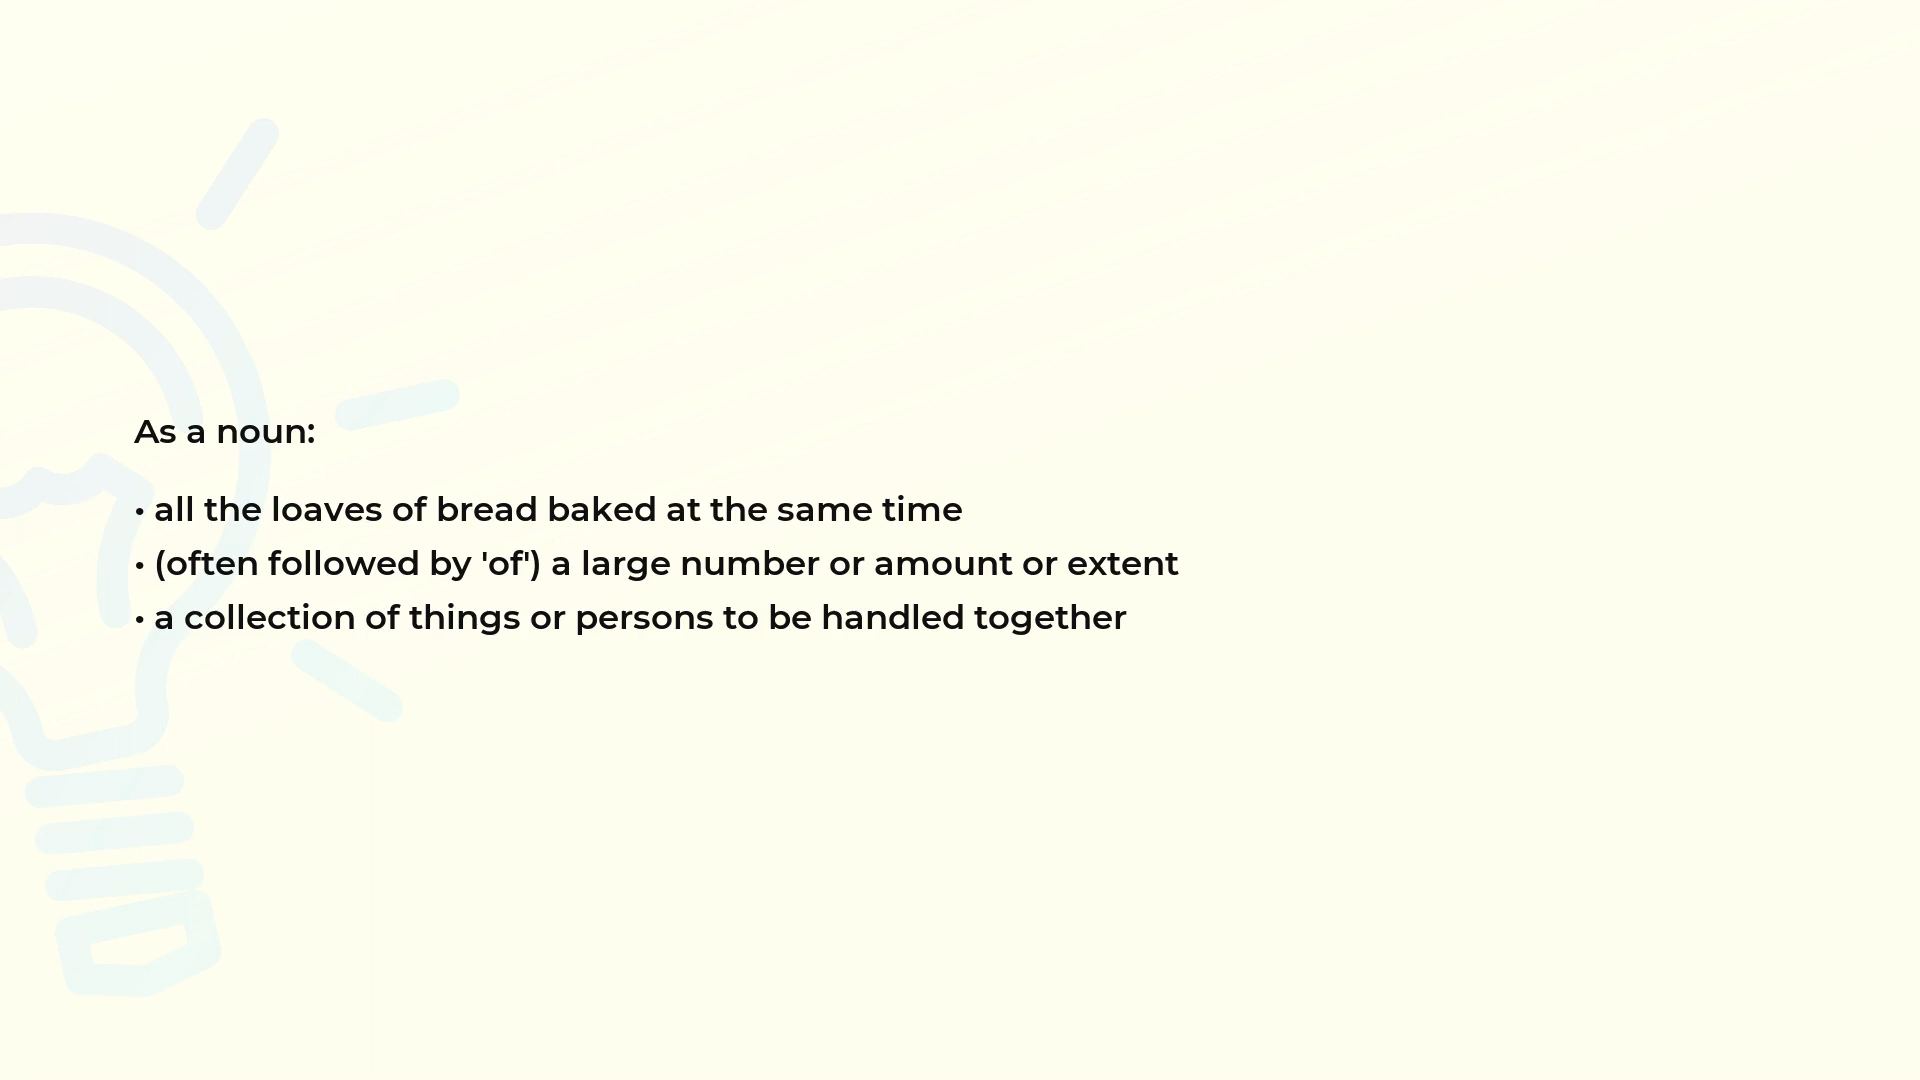 As a noun:
• all the loaves of bread baked at the same time
• (often followed by 'of') a large number or amount or extent
• a collection of things or persons to be handled together